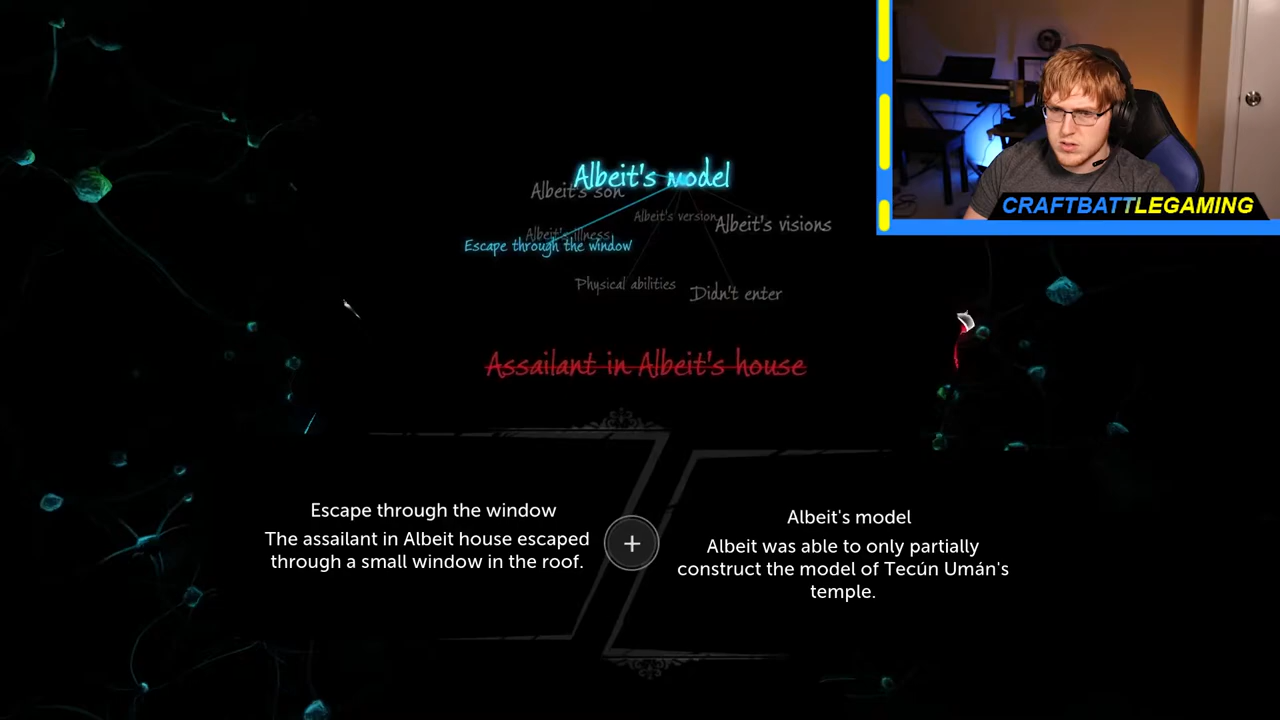 CRAFTBATTLEGAMING
Albeit's model
Albeit's son
Albeit's version
Albeit's visions
Albeit's illness
Escape through the window
Physical abilities
Didn't enter
Assailant in Albeit's house
Escape through the window
The assailant in Albeit house escaped
through a small window in the roof.
+
Albeit's model
Albeit was able to only partially
construct the model of Tecún Umán's
temple.